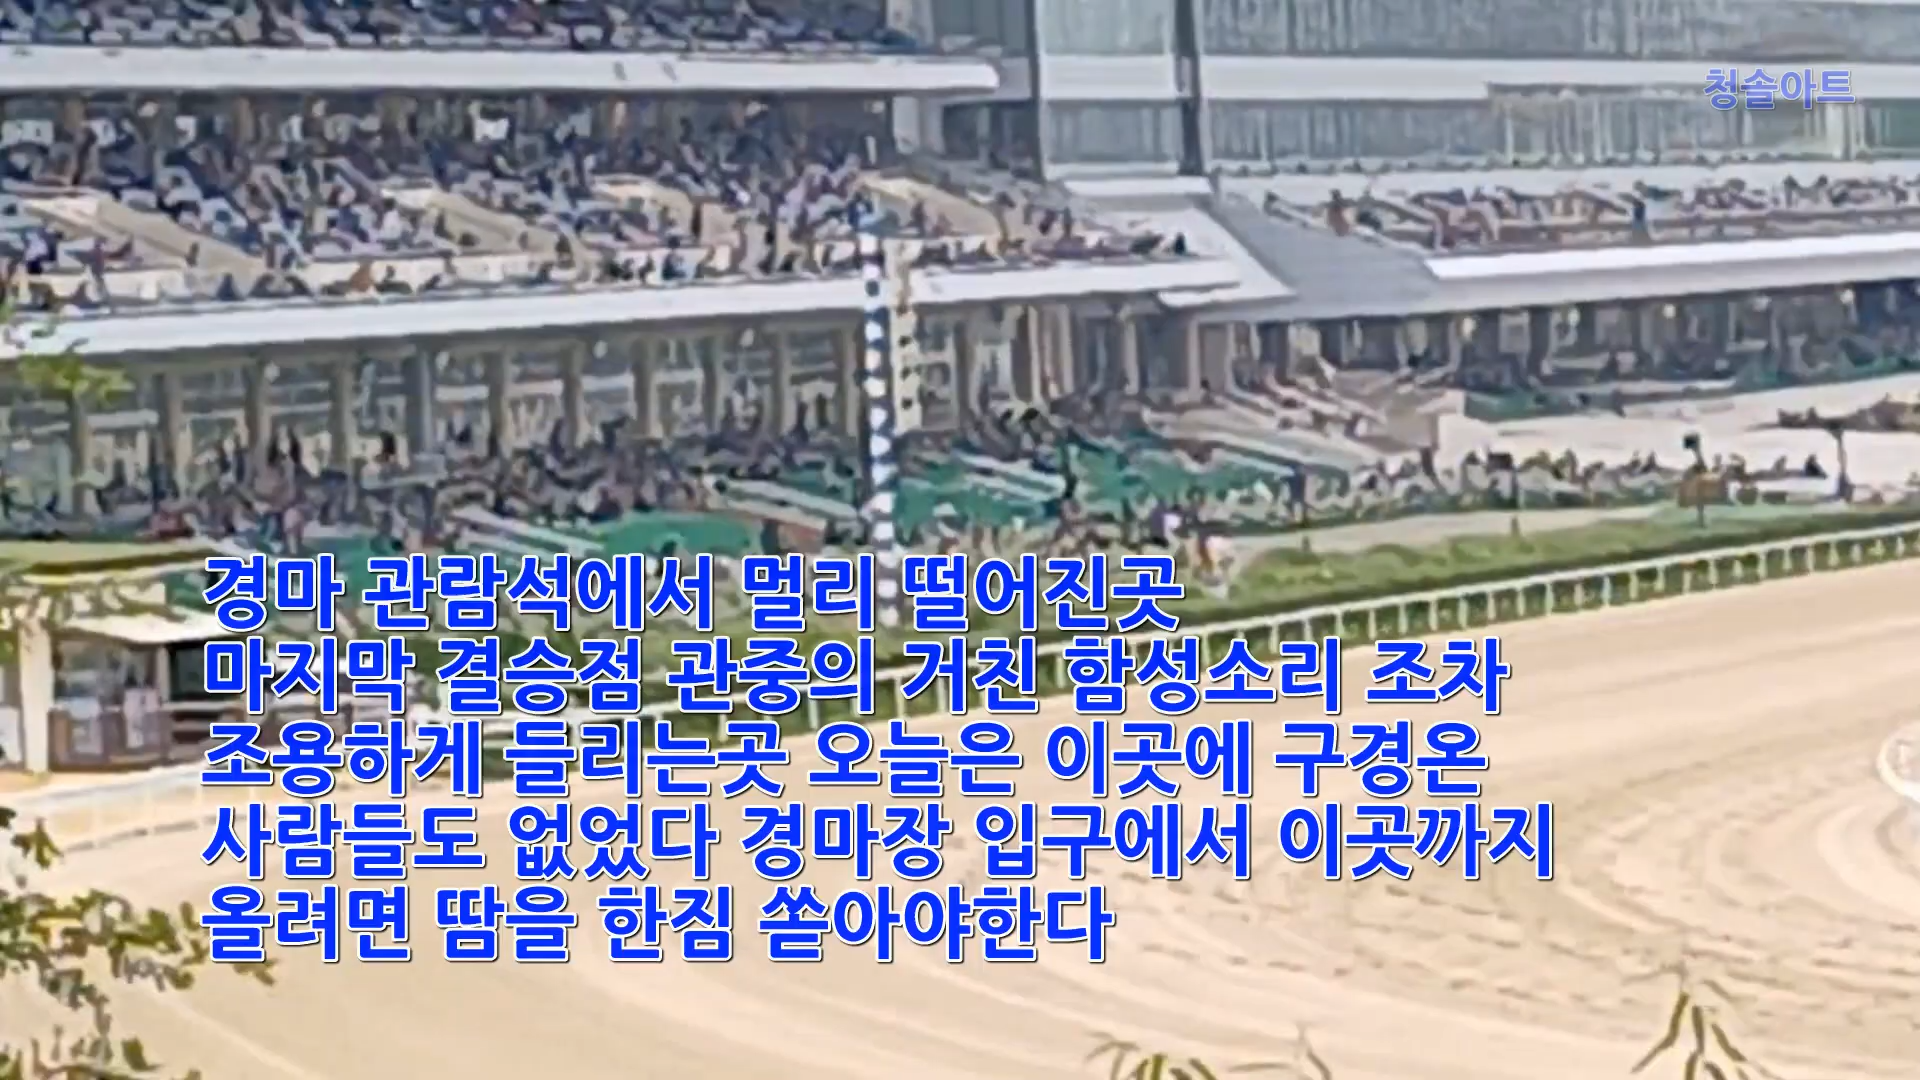 청솔아트
경마 관람석에서 멀리 떨어진곳
마지막 결승점 관중의 거친 함성소리 조차
조용하게 들리는곳 오늘은 이곳에 구경온
사람들도 없었다 경마장 입구에서 이곳까지
올려면 땀을 한짐 쏟아야한다